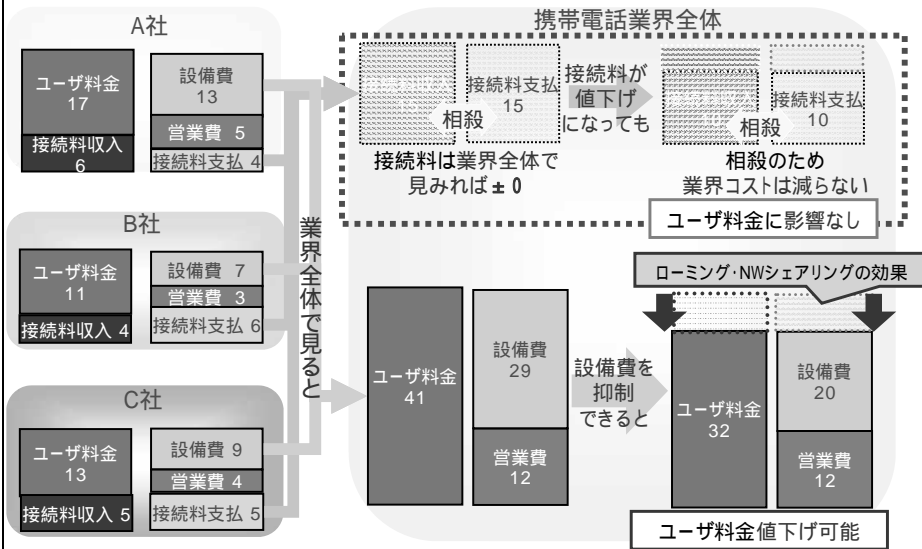 A社
ユーザ料金
17
接続料収入
6
設備費
13
営業費 5
接続料支払 4
B社
ユーザ料金
11
接続料収入 4
設備費 7
営業費 3
接続料支払 6
C社
ユーザ料金
13
接続料収入 5
設備費 9
営業費 4
接続料支払 5
業界全体で見ると
携帯電話業界全体
接続料支払
15
相殺
接続料は業界全体で
見みれば±0
接続料が
値下げ
になっても
接続料支払
10
相殺
相殺のため
業界コストは減らない
ユーザ料金に影響なし
ローミング・NWシェアリングの効果
ユーザ料金
41
設備費
29
営業費
12
設備費を
抑制
できると
ユーザ料金
32
設備費
20
営業費
12
ユーザ料金値下げ可能